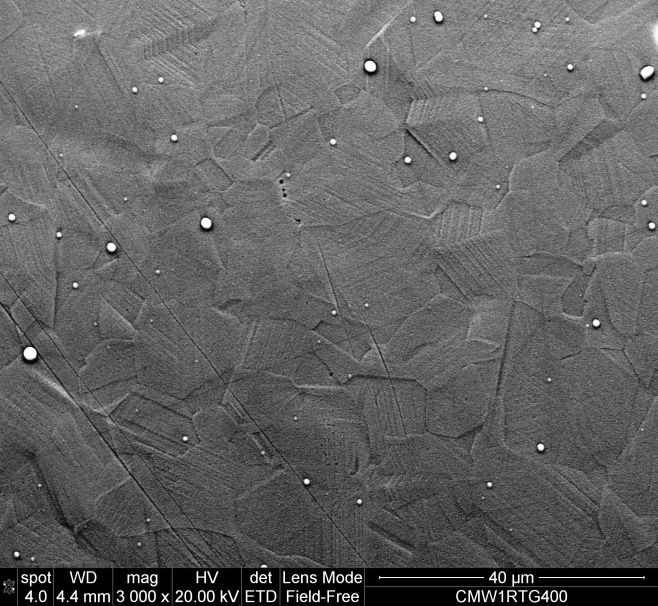 spot WD mag HV det Lens Mode 40 µm
4.0 4.4 mm 3 000 x 20.00 kV ETD Field-Free CMW1RTG400